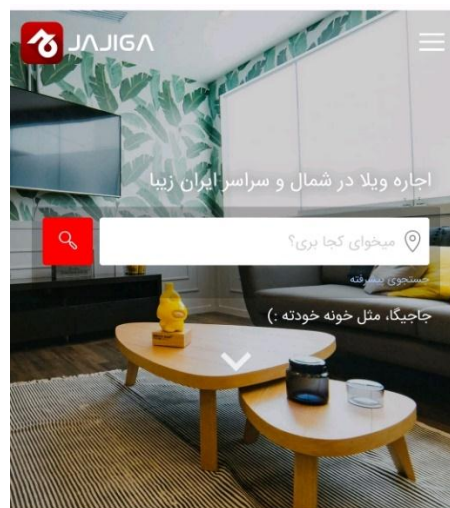 JAJIGA
اجاره ویلا در شمال و سراسر ایران زیبا
میخوای کجا بری؟
جستجوی پیشرفته
جاجیگا، مثل خونه خودته :)